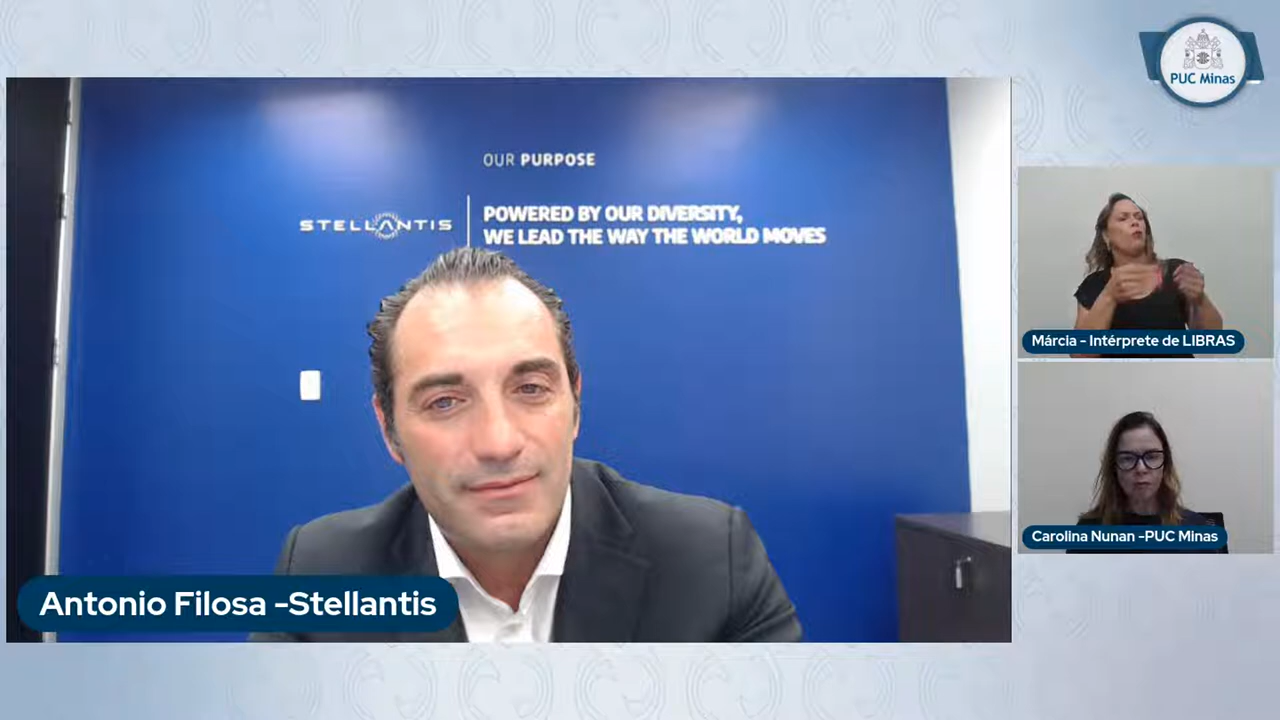 PUC Minas
OUR PURPOSE
STELLANTIS
POWERED BY OUR DIVERSITY,
WE LEAD THE WAY THE WORLD MOVES
Márcia - Intérprete de LIBRAS
Carolina Nunan -PUC Minas
Antonio Filosa -Stellantis